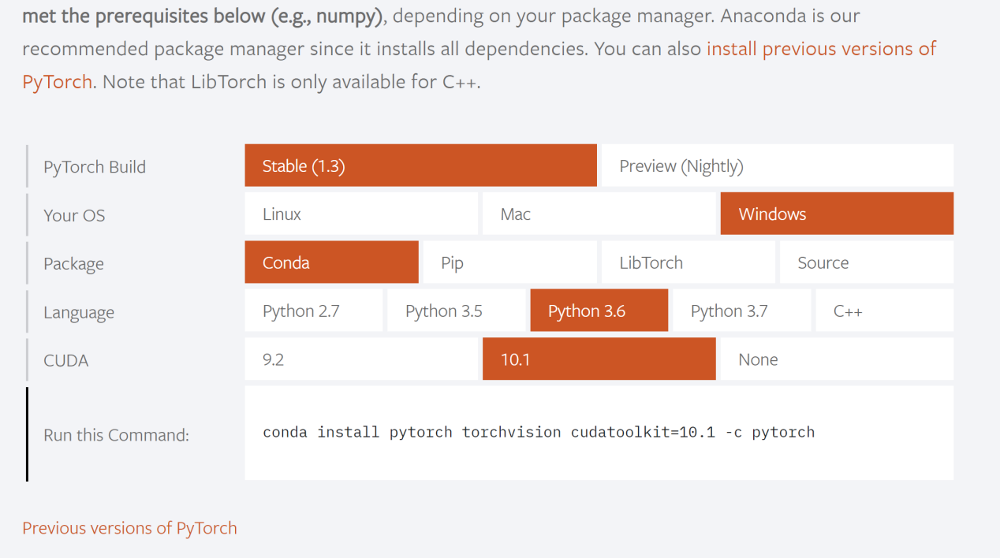 met the prerequisites below (e.g., numpy), depending on your package manager. Anaconda is our
recommended package manager since it installs all dependencies. You can also install previous versions of
PyTorch. Note that LibTorch is only available for C++.
PyTorch Build
Stable (1.3)
Preview (Nightly)
Your OS
Linux
Mac
Windows
Package
Conda
Pip
LibTorch
Source
Language
Python 2.7
Python 3.5
Python 3.6
Python 3.7
C++
CUDA
9.2
10.1
None
Run this Command:
conda install pytorch torchvision cudatoolkit=10.1 -c pytorch
Previous versions of PyTorch